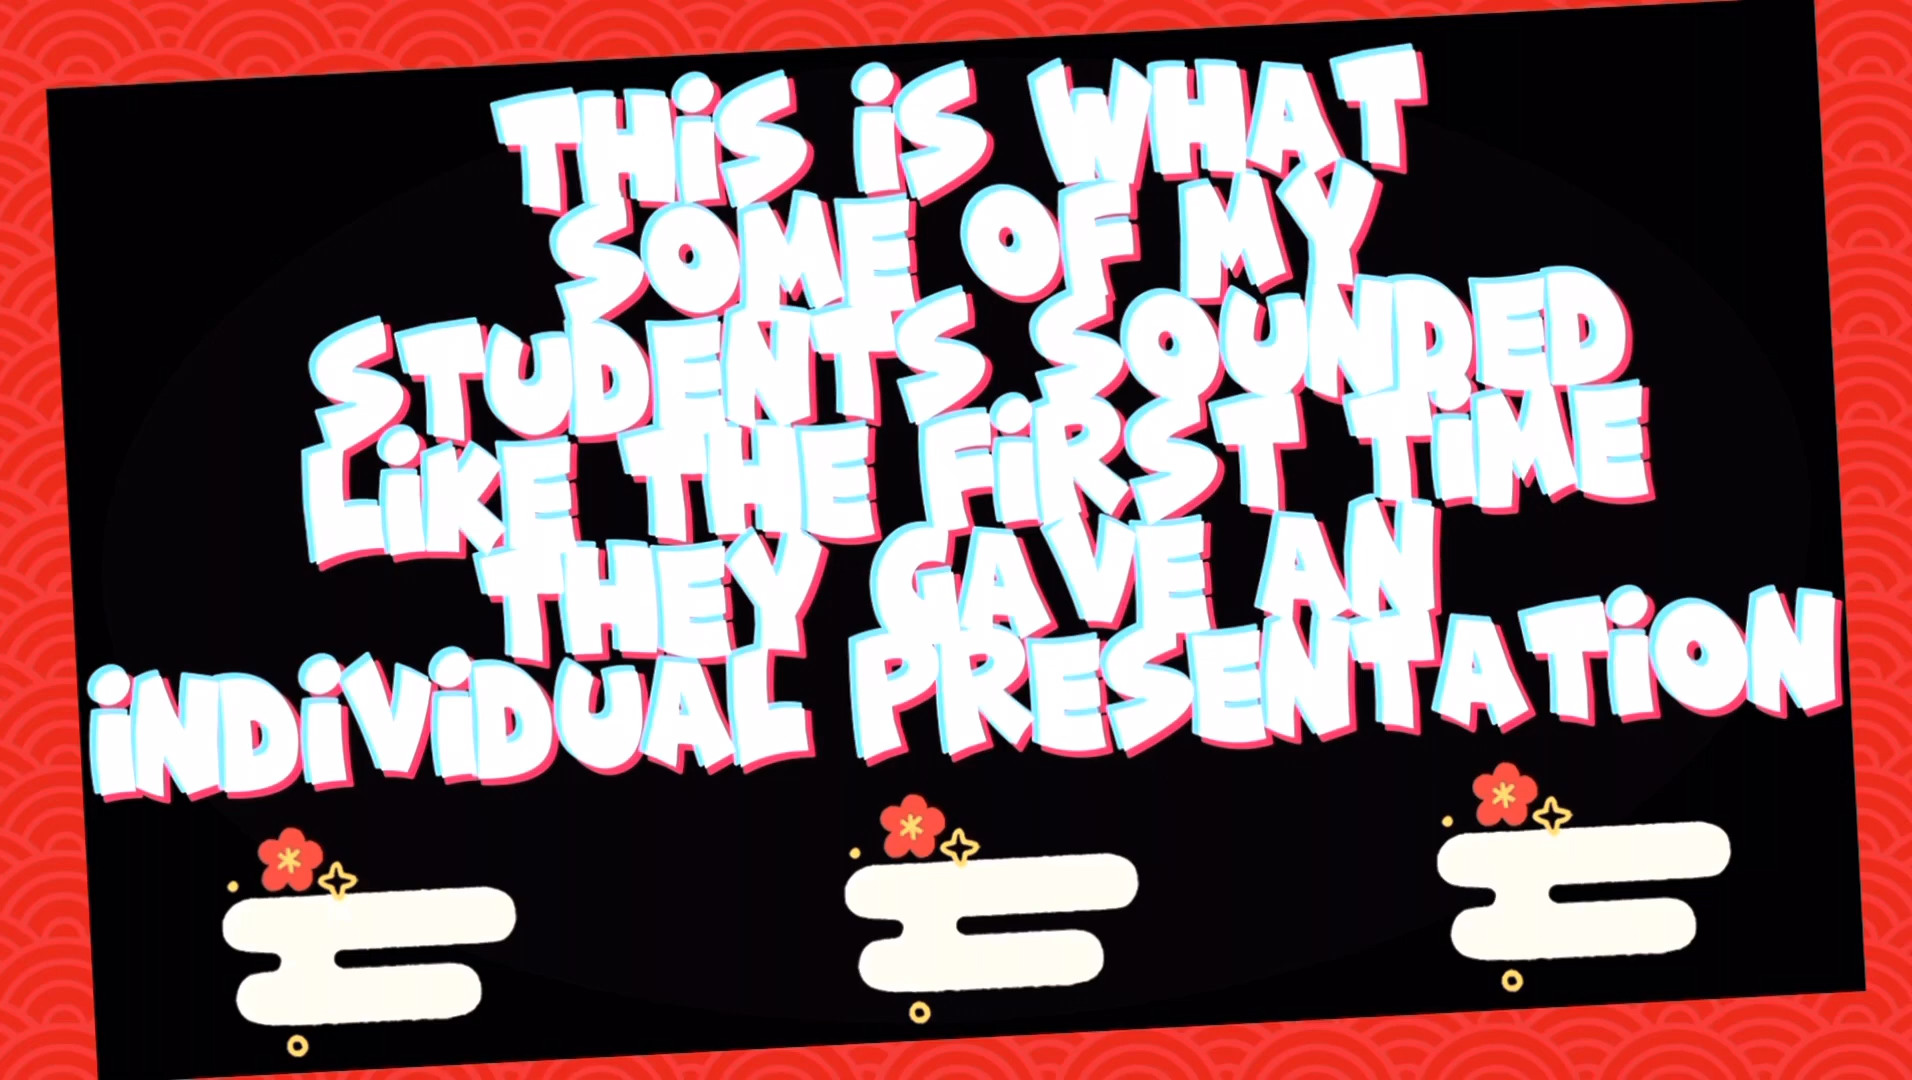 THiS iS WHAT
SOME OF MY
STUDENTS SOUNDED
LiKE THE FiRST TiME
THEY GAVE AN
iNDiViDUAL PRESENTATiON